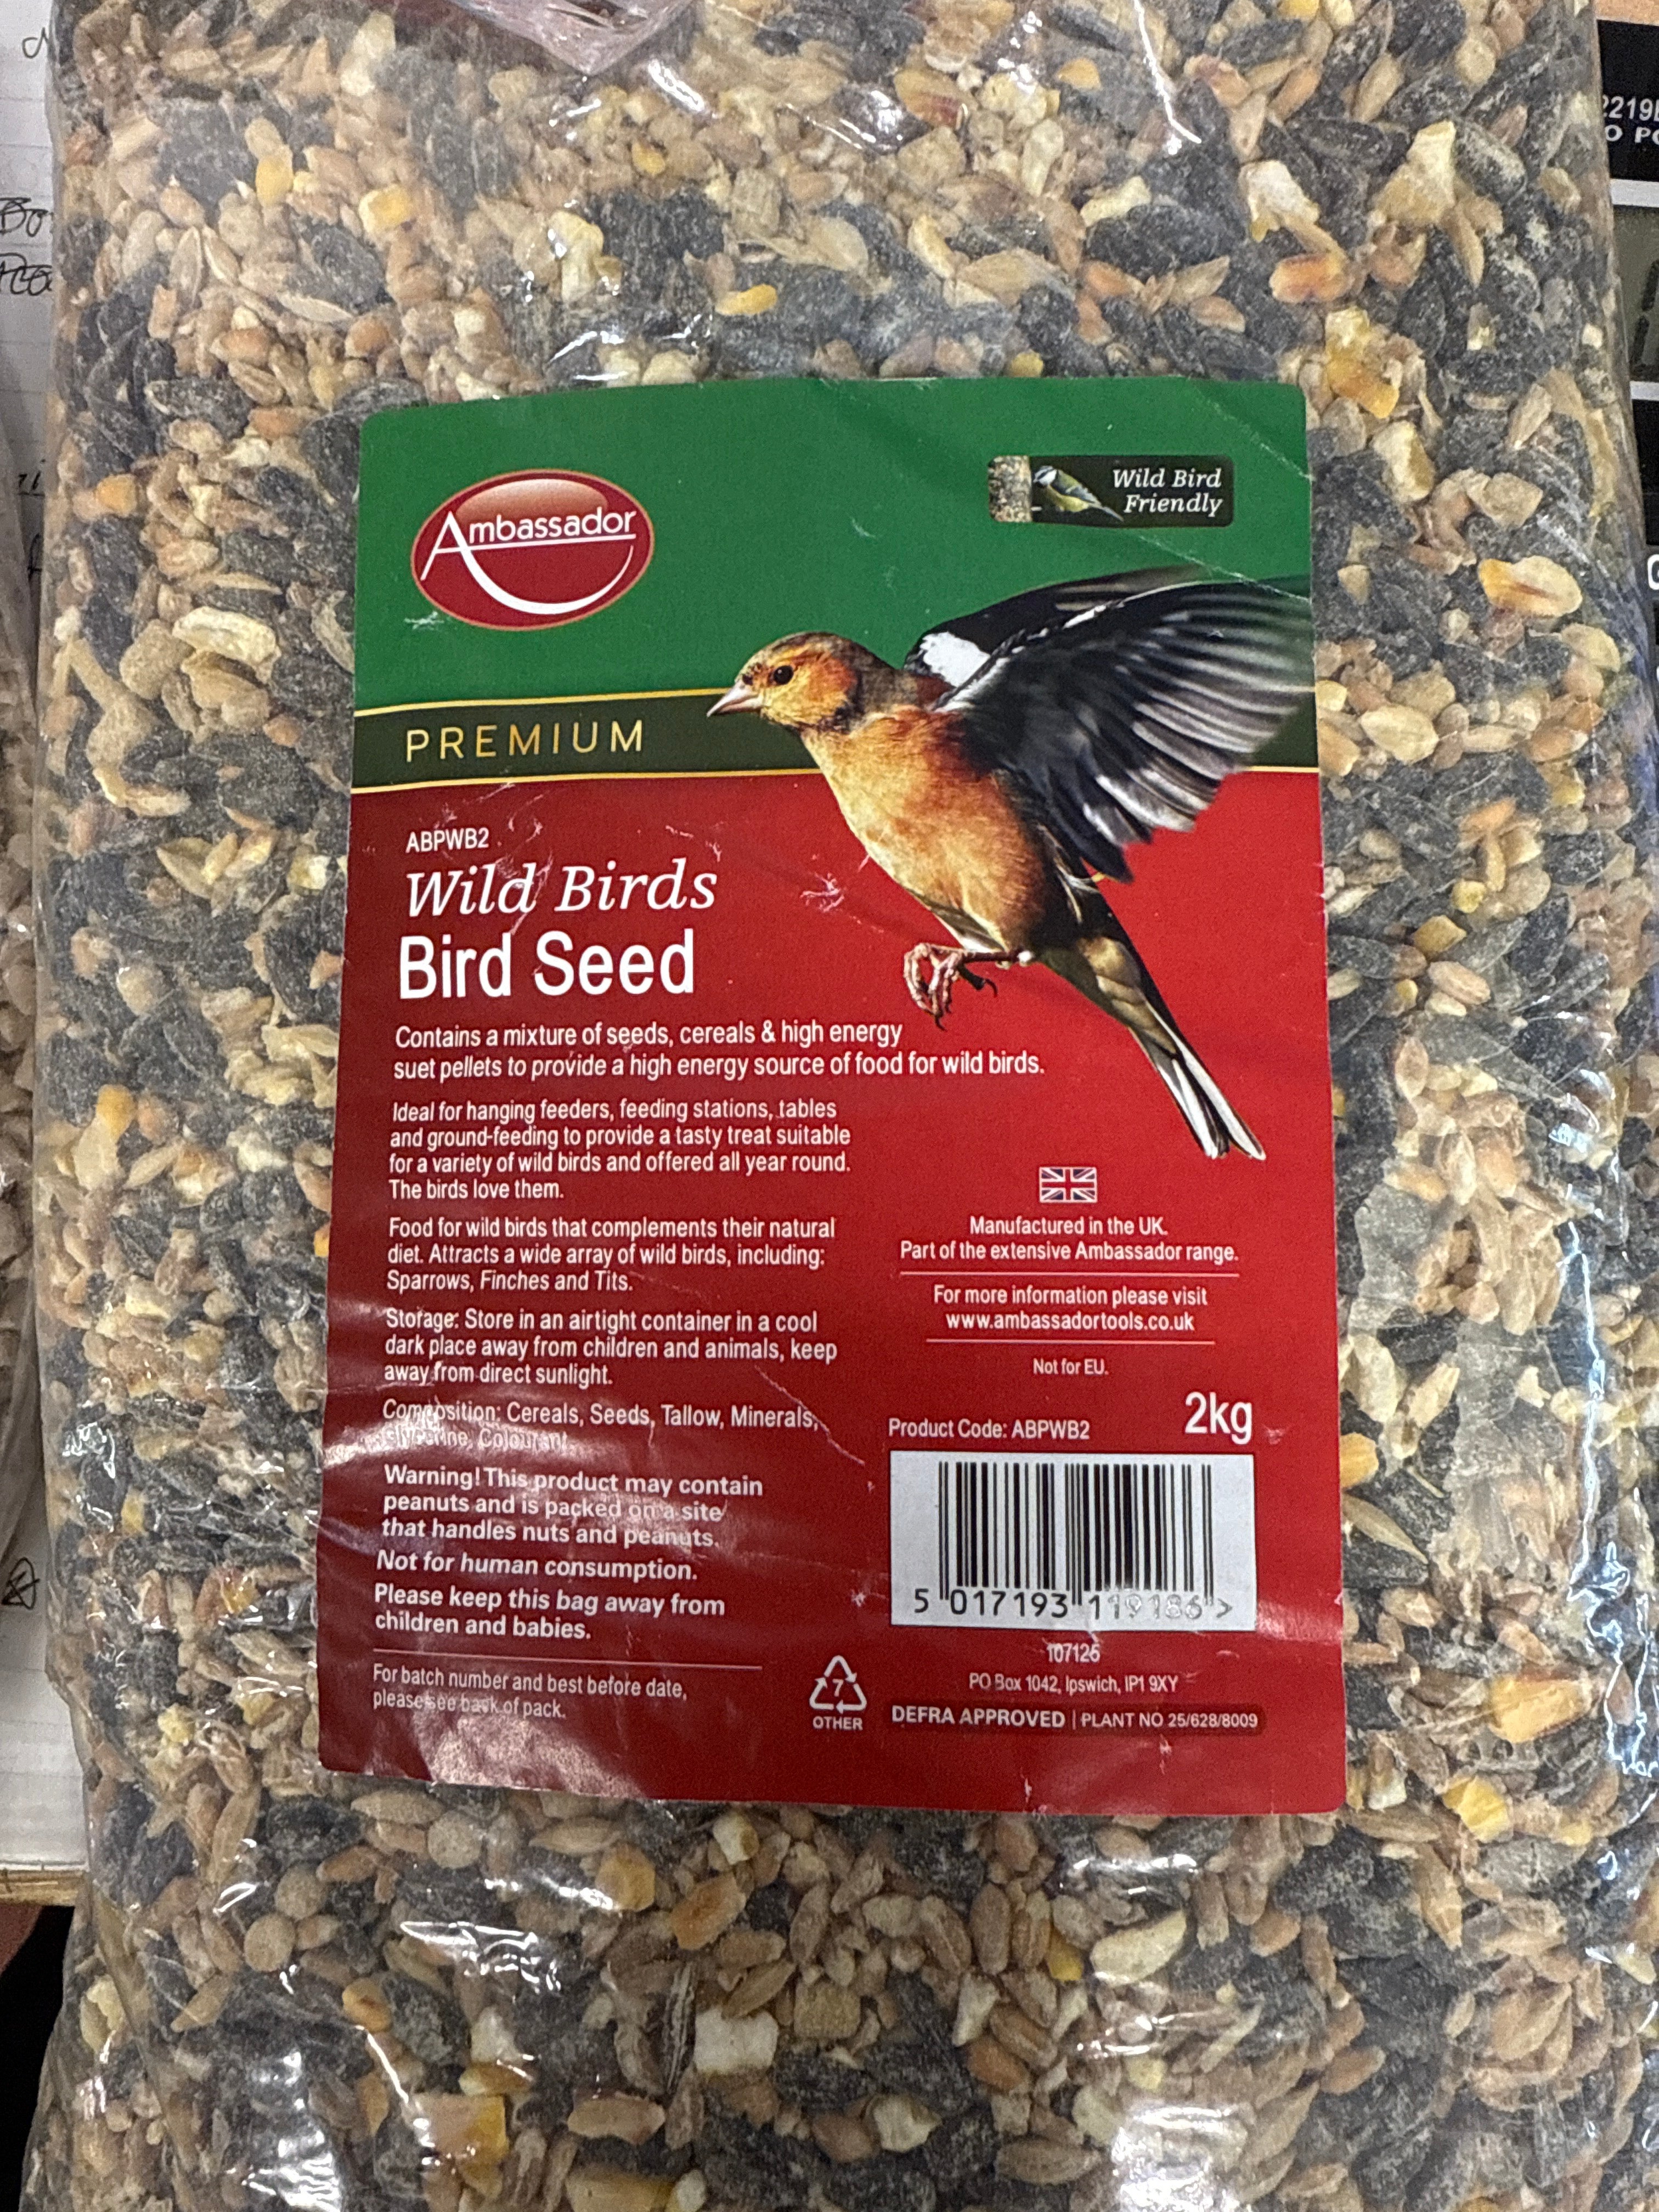 Ambassador
Wild Bird
Friendly
PREMIUM
ABPWB2
Wild Birds
Bird Seed
Contains a mixture of seeds, cereals & high energy
suet pellets to provide a high energy source of food for wild birds.
Ideal for hanging feeders, feeding stations, tables
and ground-feeding to provide a tasty treat suitable
for a variety of wild birds and offered all year round.
The birds love them.
Food for wild birds that complements their natural
diet. Attracts a wide array of wild birds, including:
Sparrows, Finches and Tits.
Storage: Store in an airtight container in a cool
dark place away from children and animals, keep
away from direct sunlight.
Composition: Cereals, Seeds, Tallow, Minerals,
Glycerine, Colourant.
Warning! This product may contain
peanuts and is packed on a site
that handles nuts and peanuts.
Not for human consumption.
Please keep this bag away from
children and babies.
For batch number and best before date,
please see back of pack.
Manufactured in the UK.
Part of the extensive Ambassador range.
For more information please visit
www.ambassadortools.co.uk
Not for EU.
Product Code: ABPWB2
2kg
5 017193 119186 >
107126
PO Box 1042, Ipswich, IP1 9XY
7
OTHER
DEFRA APPROVED | PLANT NO 25/628/8009